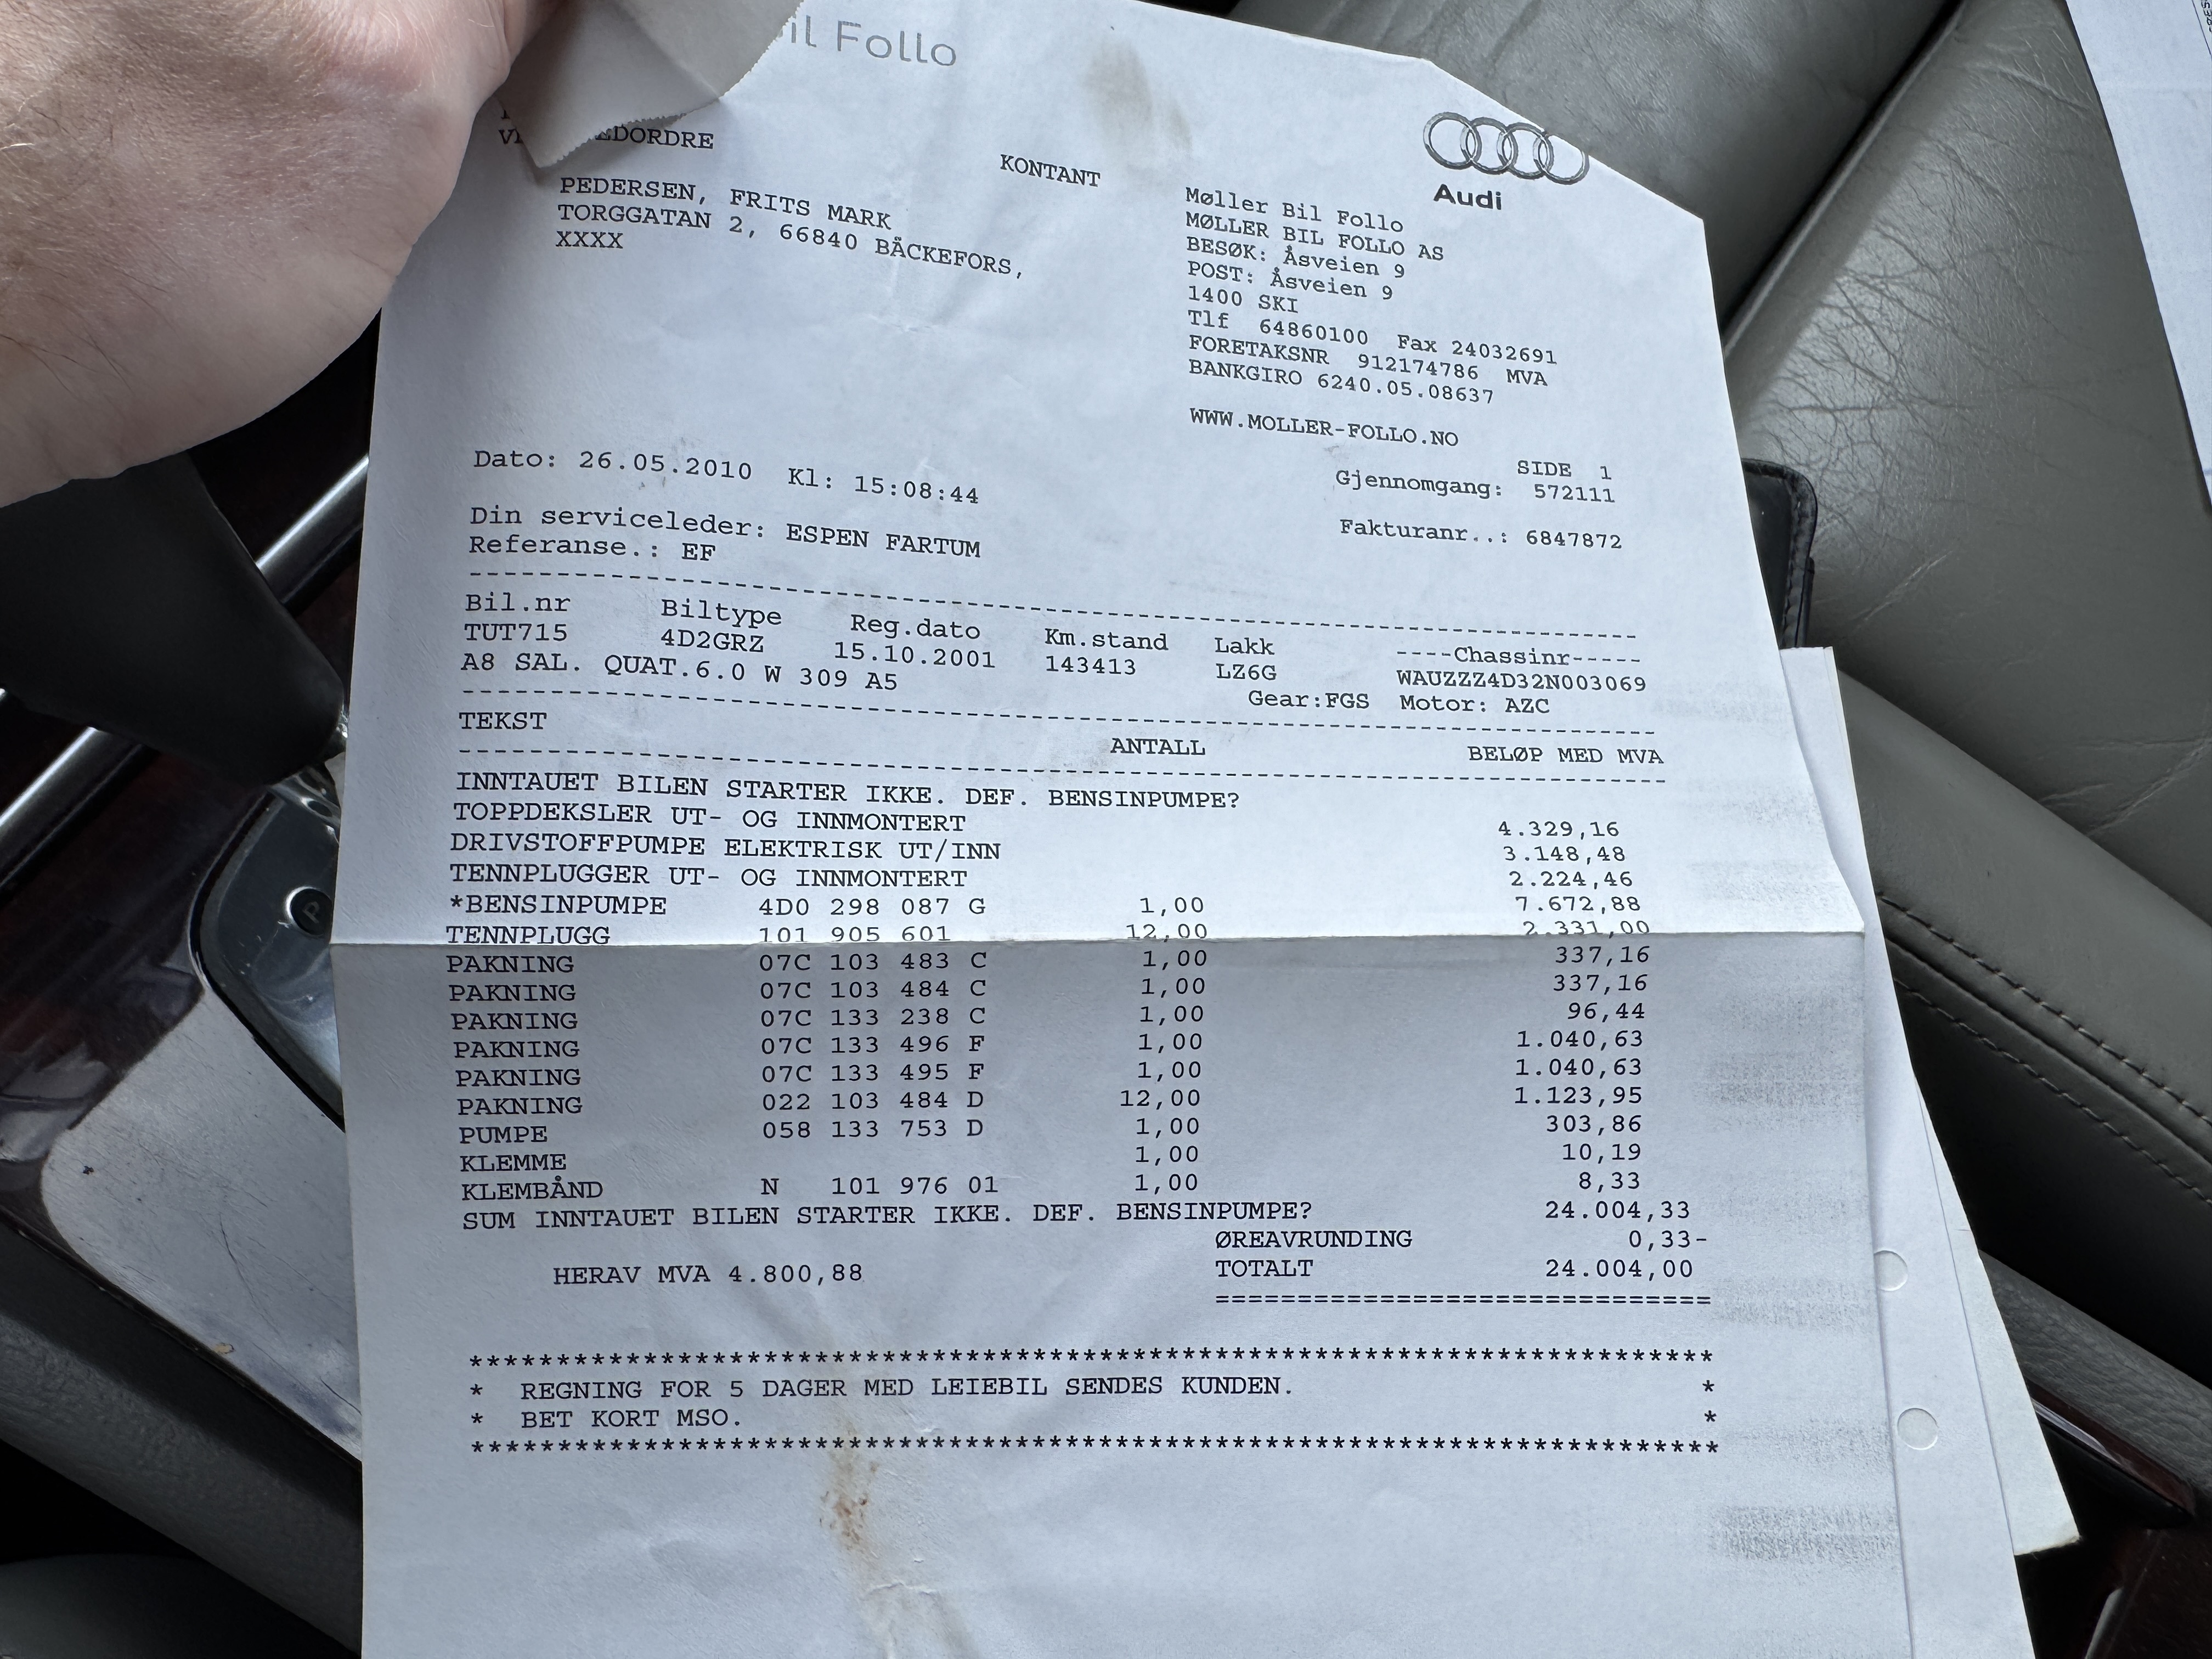 il Follo
EDORDRE
KONTANT
Audi
PEDERSEN, FRITS MARK
TORGGATAN 2, 66840 BÄCKEFORS,
XXXX
Møller Bil Follo
MØLLER BIL FOLLO AS
BESØK: Åsveien 9
POST: Åsveien 9
1400 SKI
Tlf 64860100 Fax 24032691
FORETAKSNR 912174786 MVA
BANKGIRO 6240.05.08637
WWW.MOLLER-FOLLO.NO
SIDE 1
Dato: 26.05.2010 Kl: 15:08:44
Gjennomgang: 572111
Din serviceleder: ESPEN FARTUM
Fakturanr..: 6847872
Referanse.: EF
Bil.nr Biltype Reg.dato Km.stand Lakk ----Chassinr-----
TUT715 4D2GRZ 15.10.2001 143413 LZ6G WAUZZZ4D32N003069
A8 SAL. QUAT.6.0 W 309 A5 Gear:FGS Motor: AZC
TEKST ANTALL BELØP MED MVA
INNTAUET BILEN STARTER IKKE. DEF. BENSINPUMPE?
TOPPDEKSLER UT- OG INNMONTERT 4.329,16
DRIVSTOFFPUMPE ELEKTRISK UT/INN 3.148,48
TENNPLUGGER UT- OG INNMONTERT 2.224,46
*BENSINPUMPE 4D0 298 087 G 1,00 7.672,88
TENNPLUGG 101 905 601 12,00 2.331,00
PAKNING 07C 103 483 C 1,00 337,16
PAKNING 07C 103 484 C 1,00 337,16
PAKNING 07C 133 238 C 1,00 96,44
PAKNING 07C 133 496 F 1,00 1.040,63
PAKNING 07C 133 495 F 1,00 1.040,63
PAKNING 022 103 484 D 12,00 1.123,95
PUMPE 058 133 753 D 1,00 303,86
KLEMME 1,00 10,19
KLEMBÅND N 101 976 01 1,00 8,33
SUM INNTAUET BILEN STARTER IKKE. DEF. BENSINPUMPE? 24.004,33
ØREAVRUNDING 0,33-
HERAV MVA 4.800,88 TOTALT 24.004,00
* REGNING FOR 5 DAGER MED LEIEBIL SENDES KUNDEN. *
* BET KORT MSO. *
P